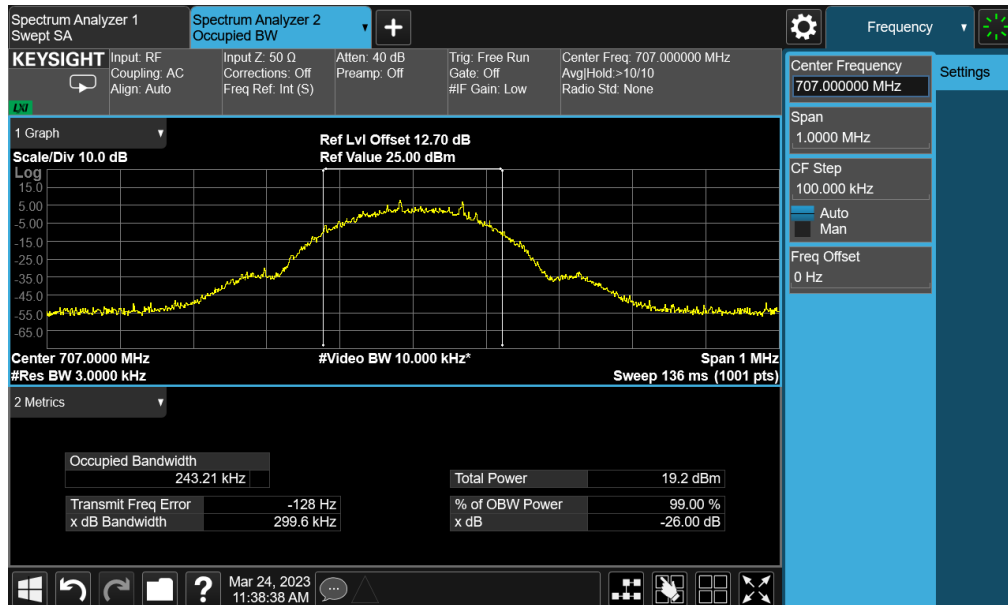 Spectrum Analyzer 1
Swept SA
Spectrum Analyzer 2
Occupied BW
Frequency
KEYSIGHT
LXI
Input: RF
Coupling: AC
Align: Auto
Input Z: 50 Ω
Corrections: Off
Freq Ref: Int (S)
Atten: 40 dB
Preamp: Off
Trig: Free Run
Gate: Off
#IF Gain: Low
Center Freq: 707.000000 MHz
Avg|Hold:>10/10
Radio Std: None
Center Frequency
707.000000 MHz
Settings
Span
1.0000 MHz
CF Step
100.000 kHz
Auto
Man
Freq Offset
0 Hz
1 Graph
Scale/Div 10.0 dB
Ref Lvl Offset 12.70 dB
Ref Value 25.00 dBm
Log
15.0
5.00
-5.00
-15.0
-25.0
-35.0
-45.0
-55.0
-65.0
Center 707.0000 MHz
#Video BW 10.000 kHz*
Span 1 MHz
#Res BW 3.0000 kHz
Sweep 136 ms (1001 pts)
2 Metrics
Occupied Bandwidth
243.21 kHz
Total Power 19.2 dBm
Transmit Freq Error -128 Hz
% of OBW Power 99.00 %
x dB Bandwidth 299.6 kHz
x dB -26.00 dB
?
Mar 24, 2023
11:38:38 AM